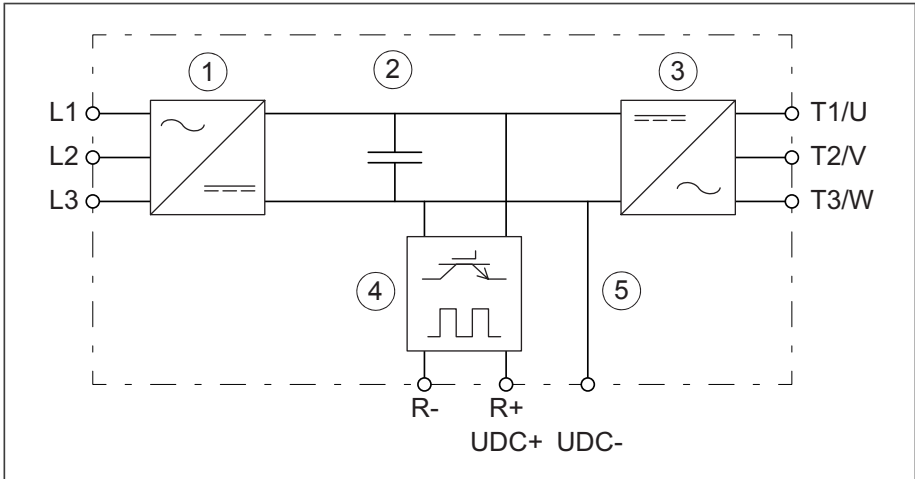 1 2 3
L1 T1/U
L2 T2/V
L3 T3/W
4 5
R- R+
UDC+ UDC-